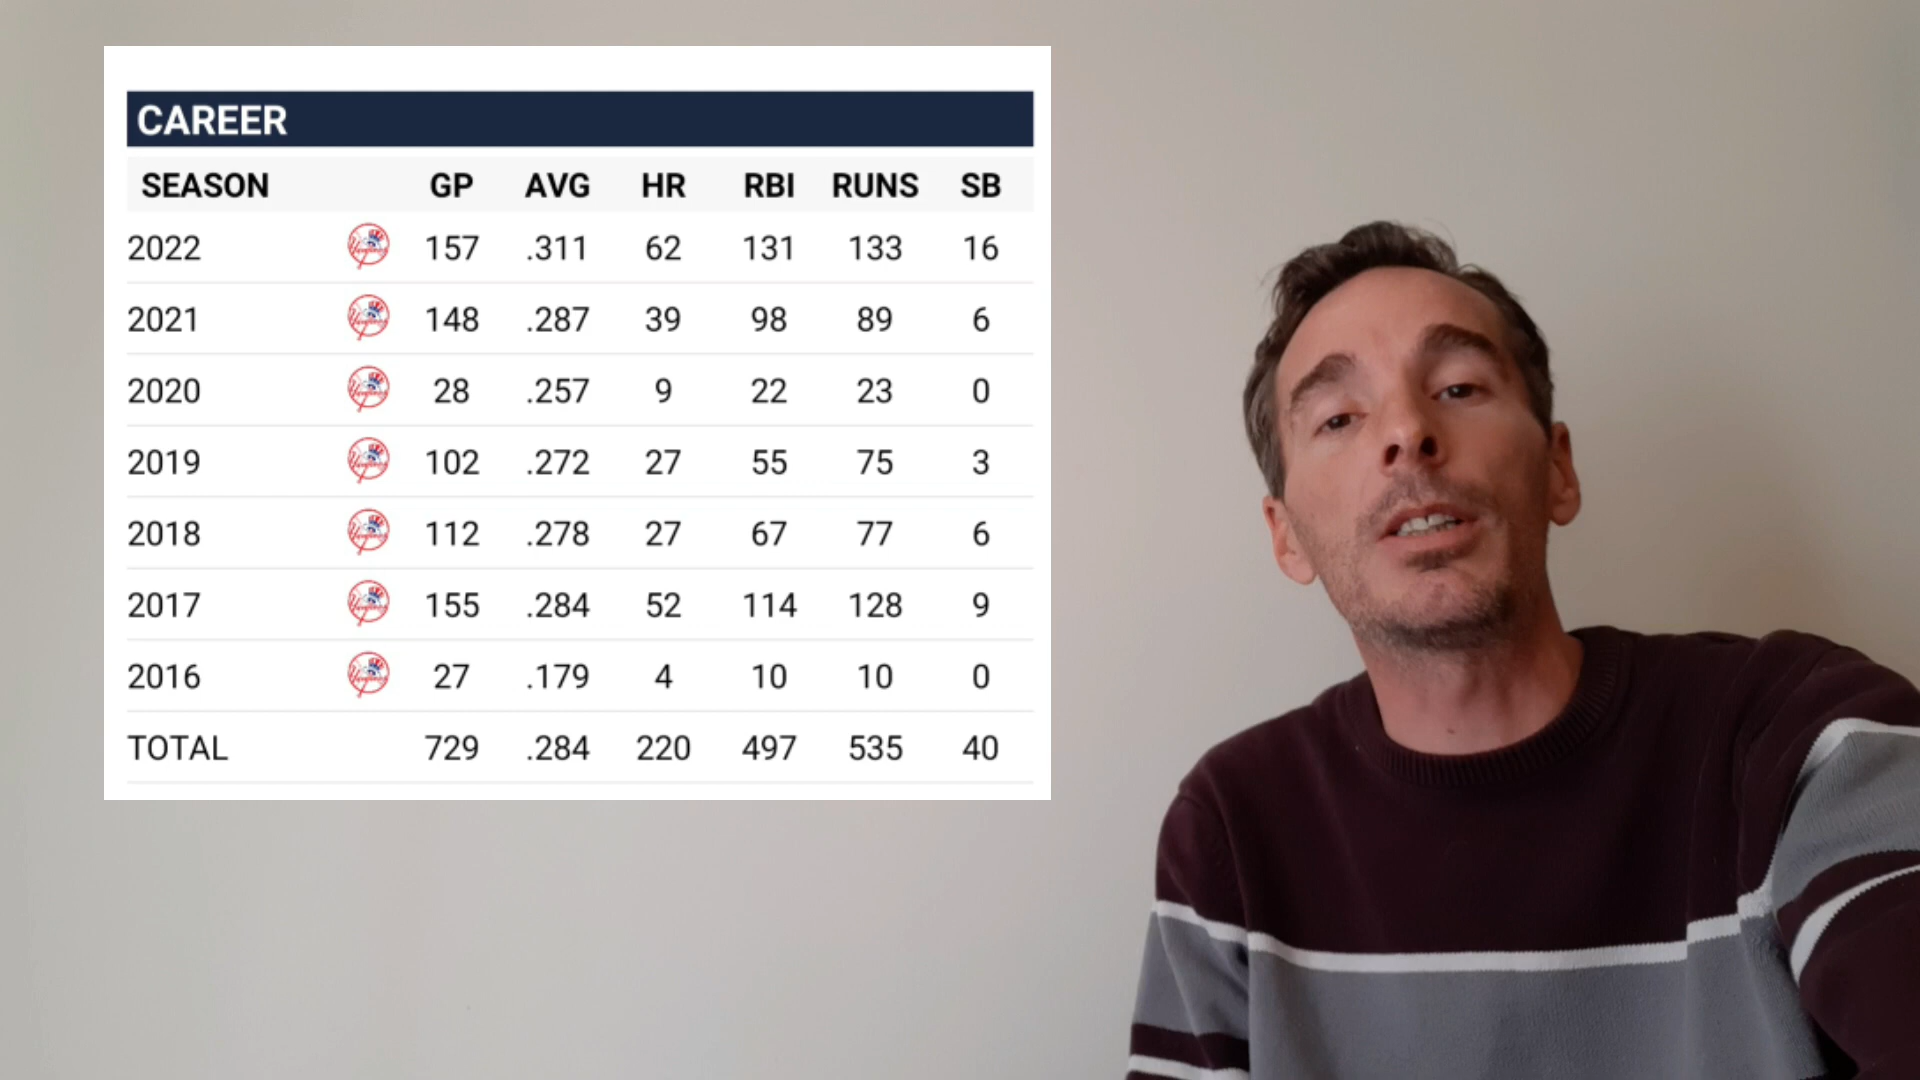 CAREER
SEASON GP AVG HR RBI RUNS SB
2022 157 .311 62 131 133 16
2021 148 .287 39 98 89 6
2020 28 .257 9 22 23 0
2019 102 .272 27 55 75 3
2018 112 .278 27 67 77 6
2017 155 .284 52 114 128 9
2016 27 .179 4 10 10 0
TOTAL 729 .284 220 497 535 40